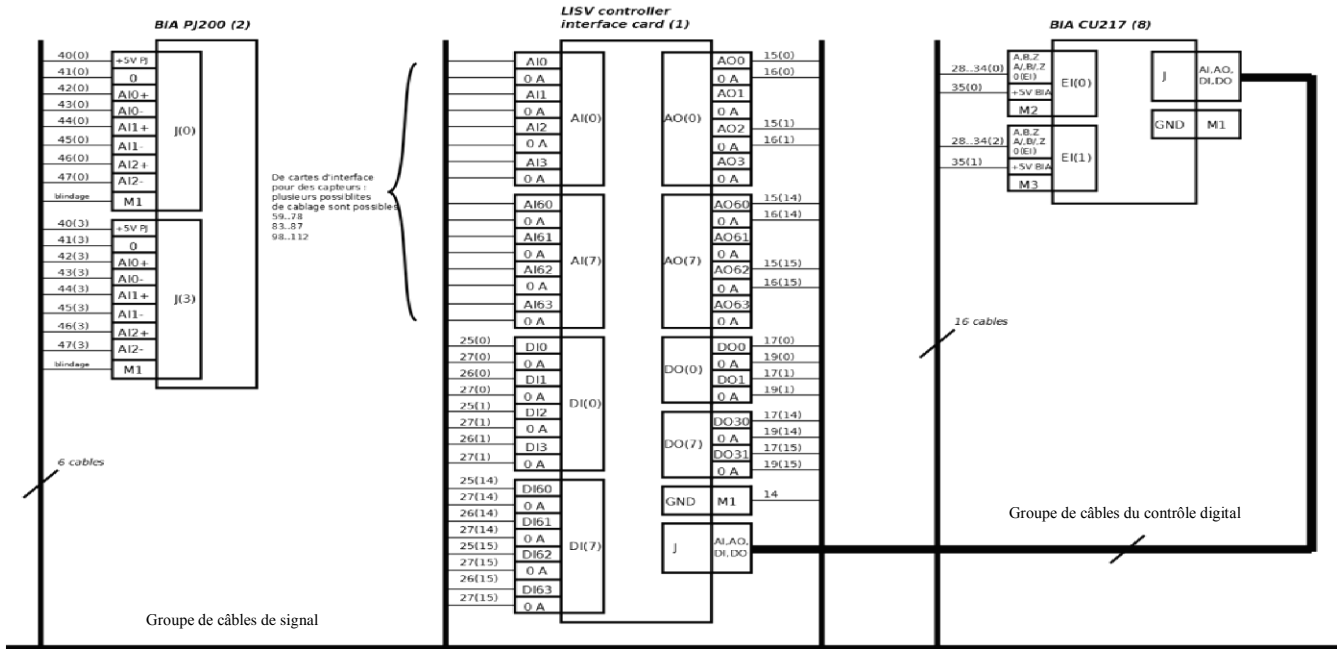 BIA PJ200 (2)
40(0)
+5V PJ
41(0)
0
42(0)
AI0+
43(0)
AI0-
44(0)
AI1+
45(0)
AI1-
46(0)
AI2+
47(0)
AI2-
blindage
M1
J(0)
40(3)
+5V PJ
41(3)
0
42(3)
AI0+
43(3)
AI0-
44(3)
AI1+
45(3)
AI1-
46(3)
AI2+
47(3)
AI2-
blindage
M1
J(3)
6 cables
Groupe de câbles de signal
De cartes d'interface
pour des capteurs :
plusieurs possiblites
de cablage sont possibles
59..78
83..87
98..112
LISV controller
interface card (1)
AI0
0 A
AI1
0 A
AI2
0 A
AI3
0 A
AI(0)
AI60
0 A
AI61
0 A
AI62
0 A
AI63
0 A
AI(7)
25(0)
DI0
27(0)
0 A
26(0)
DI1
27(0)
0 A
25(1)
DI2
27(1)
0 A
26(1)
DI3
27(1)
0 A
DI(0)
25(14)
DI60
27(14)
0 A
26(14)
DI61
27(14)
0 A
25(15)
DI62
27(15)
0 A
26(15)
DI63
27(15)
0 A
DI(7)
AO(0)
AO0
15(0)
0 A
16(0)
AO1
0 A
AO2
15(1)
0 A
16(1)
AO3
0 A
AO(7)
AO60
15(14)
0 A
16(14)
AO61
0 A
AO62
15(15)
0 A
16(15)
AO63
0 A
DO(0)
DO0
17(0)
0 A
19(0)
DO1
17(1)
0 A
19(1)
DO(7)
DO30
17(14)
0 A
19(14)
DO31
17(15)
0 A
19(15)
GND
M1
14
J
AI,AO,
DI,DO
BIA CU217 (8)
28..34(0)
A,B,Z
A/,B/,Z
0(EI)
35(0)
+5V BIA
M2
EI(0)
28..34(2)
A,B,Z
A/,B/,Z
0(EI)
35(1)
+5V BIA
M3
EI(1)
J
AI,AO,
DI,DO
GND
M1
16 cables
Groupe de câbles du contrôle digital